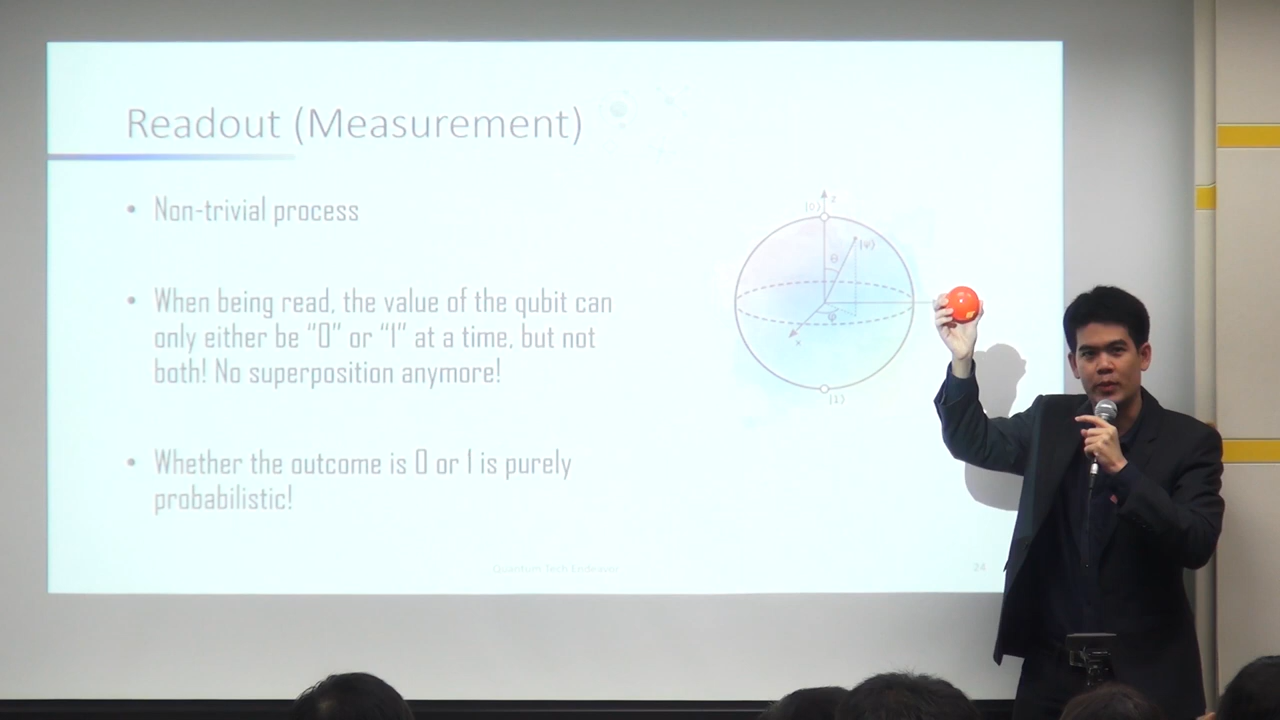 Readout (Measurement)
• Non-trivial process
• When being read, the value of the qubit can
only either be “0” or “1” at a time, but not
both! No superposition anymore!
• Whether the outcome is 0 or 1 is purely
probabilistic!
|0⟩
z
|ψ⟩
θ
φ
x
|1⟩
Quantum Tech
24